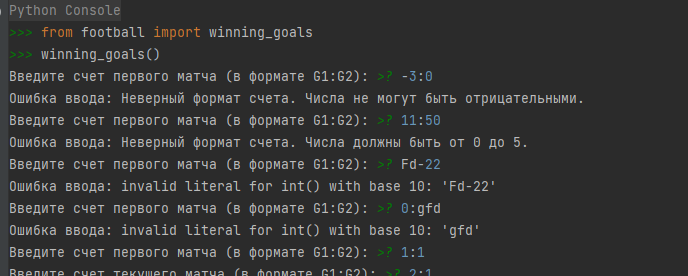 Python Console
>>> from football import winning_goals
>>> winning_goals()
Введите счет первого матча (в формате G1:G2): >? -3:0
Ошибка ввода: Неверный формат счета. Числа не могут быть отрицательными.
Введите счет первого матча (в формате G1:G2): >? 11:50
Ошибка ввода: Неверный формат счета. Числа должны быть от 0 до 5.
Введите счет первого матча (в формате G1:G2): >? Fd-22
Ошибка ввода: invalid literal for int() with base 10: 'Fd-22'
Введите счет первого матча (в формате G1:G2): >? 0:gfd
Ошибка ввода: invalid literal for int() with base 10: 'gfd'
Введите счет первого матча (в формате G1:G2): >? 1:1
Введите счет текущего матча (в формате G1:G2): >? 2:1